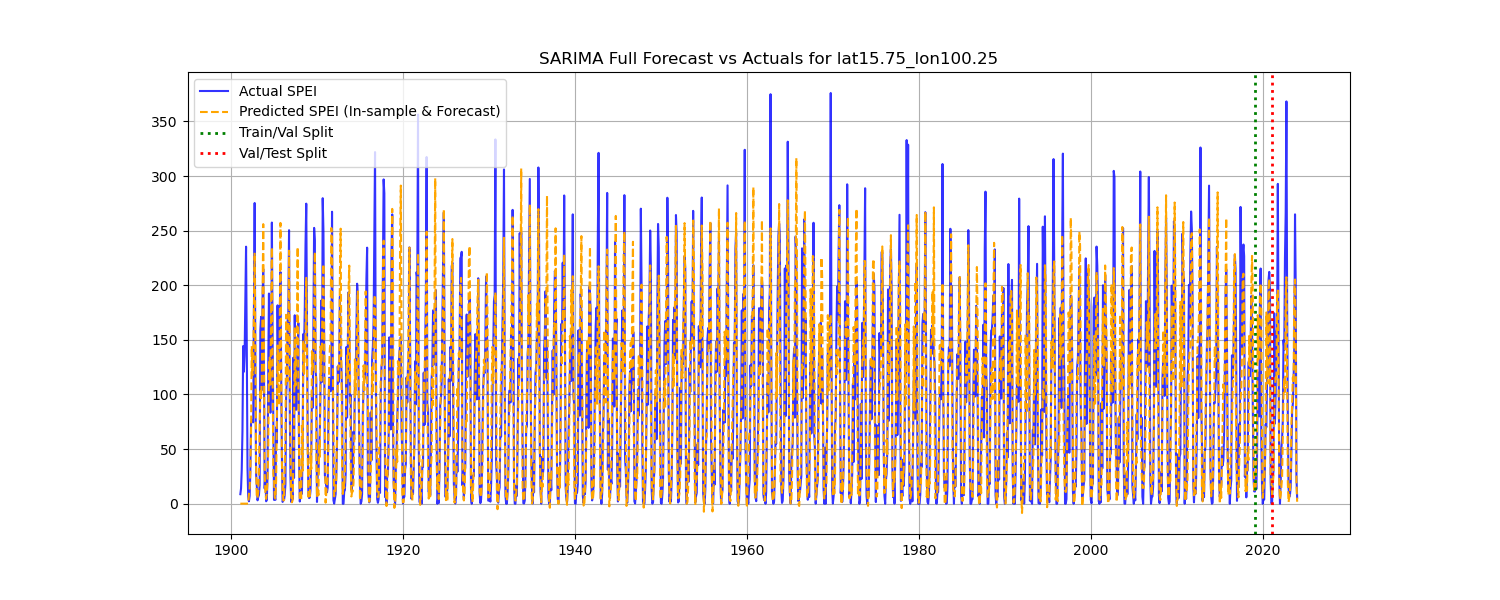 SARIMA Full Forecast vs Actuals for lat15.75_lon100.25
Actual SPEI
Predicted SPEI (In-sample & Forecast)
Train/Val Split
Val/Test Split
350
300
250
200
150
100
50
0
1900 1920 1940 1960 1980 2000 2020